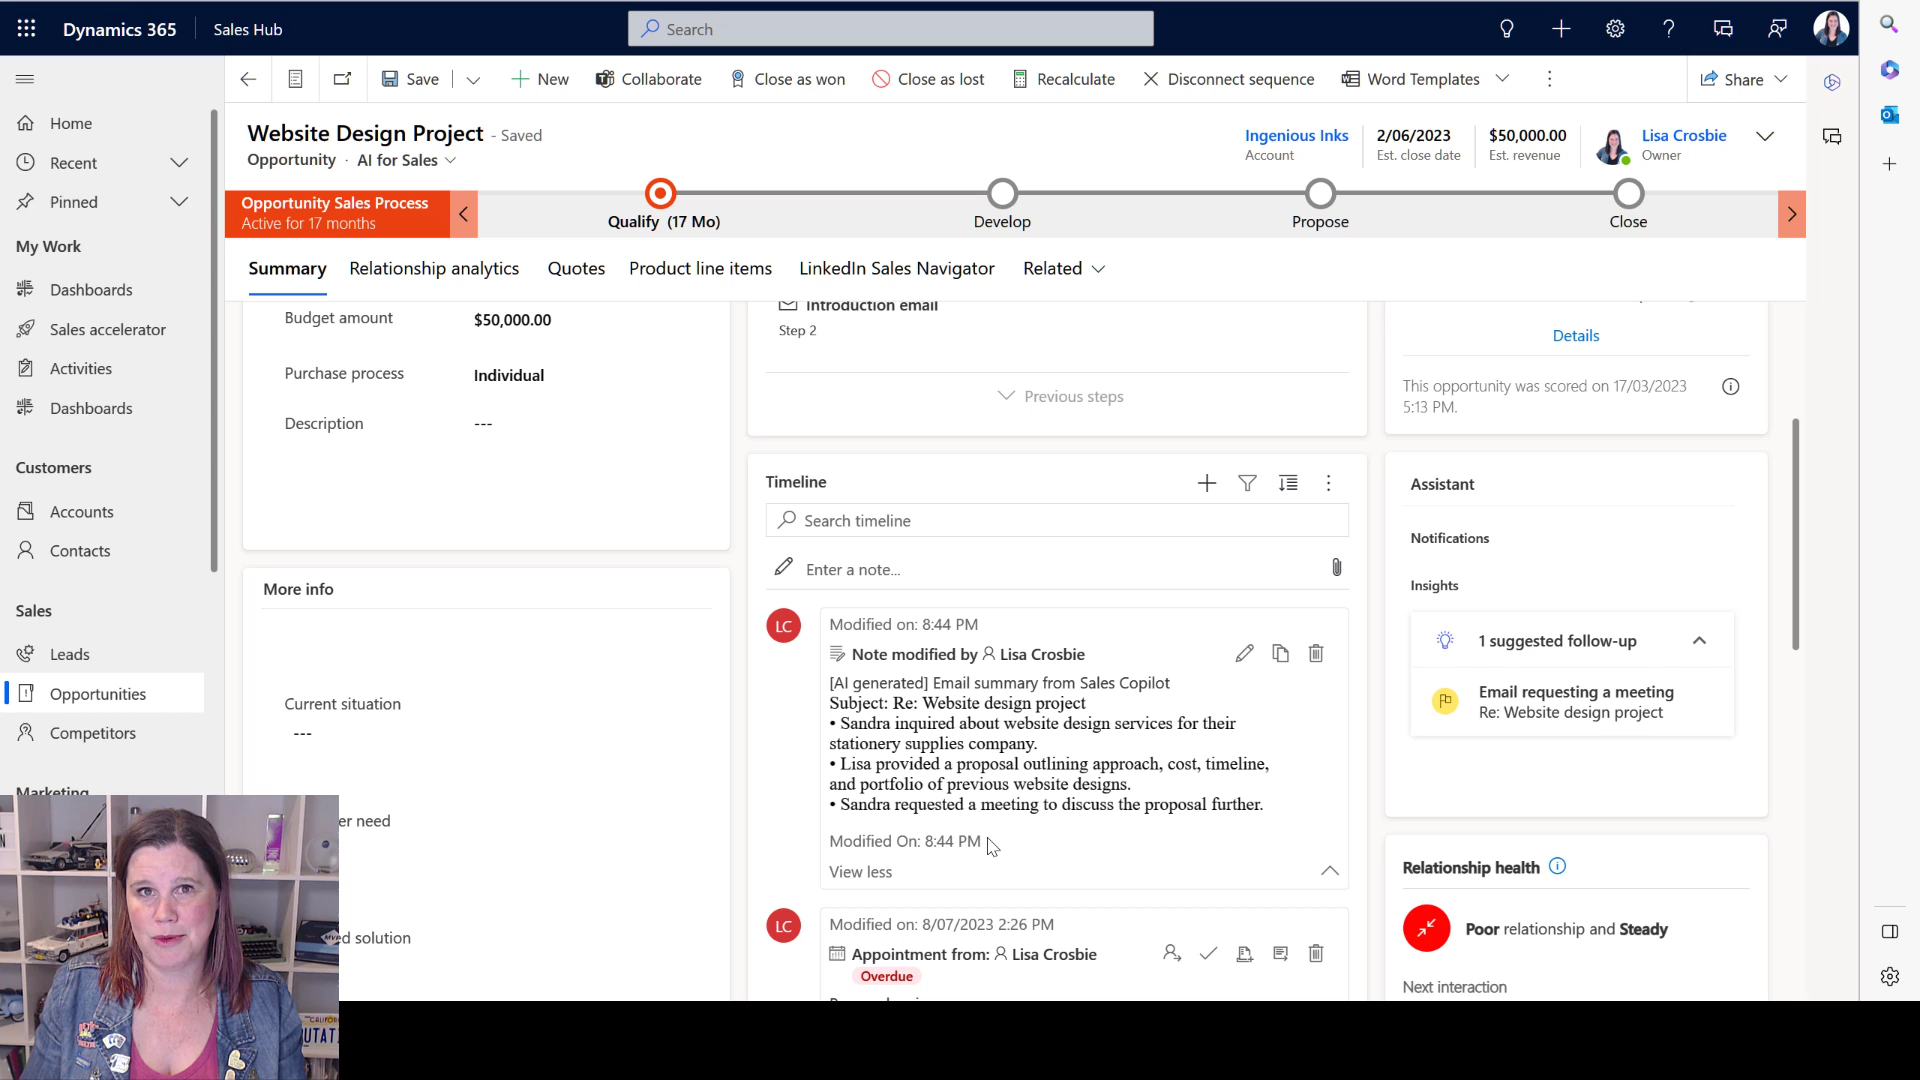 Dynamics 365
Sales Hub
Search
Save
New
Collaborate
Close as won
Close as lost
Recalculate
Disconnect sequence
Word Templates
Share
Home
Recent
Pinned
My Work
Dashboards
Sales accelerator
Activities
Dashboards
Customers
Accounts
Contacts
Sales
Leads
Opportunities
Competitors
Marketing
Website Design Project - Saved
Opportunity · AI for Sales
Ingenious Inks
Account
2/06/2023
Est. close date
$50,000.00
Est. revenue
Lisa Crosbie
Owner
Opportunity Sales Process
Active for 17 months
Qualify (17 Mo)
Develop
Propose
Close
Summary
Relationship analytics
Quotes
Product line items
LinkedIn Sales Navigator
Related
Budget amount
$50,000.00
Purchase process
Individual
Description
---
More info
Current situation
---
er need
d solution
Introduction email
Step 2
Previous steps
Timeline
Search timeline
Enter a note...
LC
Modified on: 8:44 PM
Note modified by Lisa Crosbie
[AI generated] Email summary from Sales Copilot
Subject: Re: Website design project
• Sandra inquired about website design services for their
stationery supplies company.
• Lisa provided a proposal outlining approach, cost, timeline,
and portfolio of previous website designs.
• Sandra requested a meeting to discuss the proposal further.
Modified On: 8:44 PM
View less
LC
Modified on: 8/07/2023 2:26 PM
Appointment from: Lisa Crosbie
Overdue
Details
This opportunity was scored on 17/03/2023
5:13 PM.
Assistant
Notifications
Insights
1 suggested follow-up
Email requesting a meeting
Re: Website design project
Relationship health
Poor relationship and Steady
Next interaction